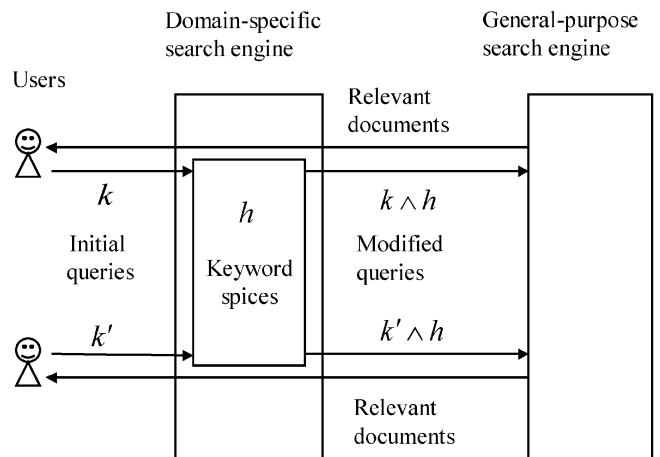 Domain-specific
search engine
General-purpose
search engine
Users
Relevant
documents
k
k ∧ h
h
Initial
queries
Keyword
spices
Modified
queries
k′
k′ ∧ h
Relevant
documents